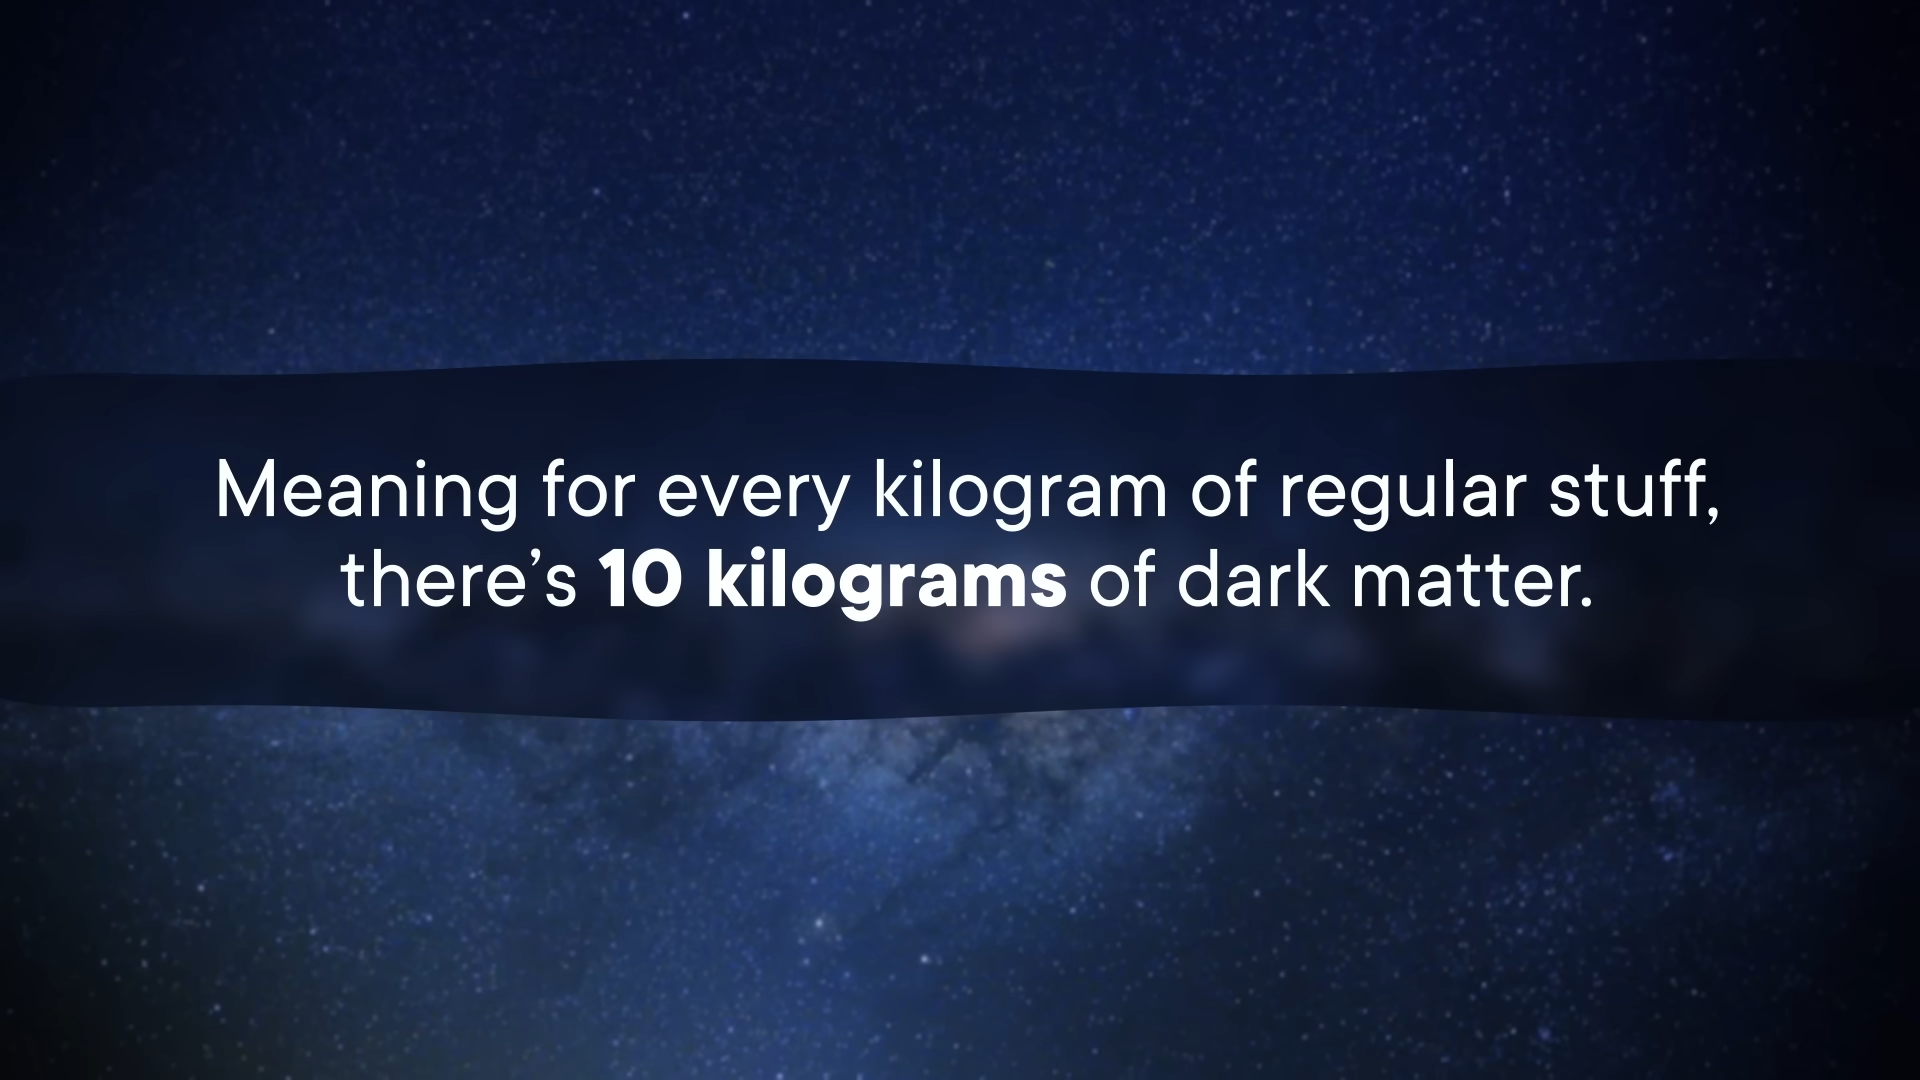 Meaning for every kilogram of regular stuff,
there’s 10 kilograms of dark matter.